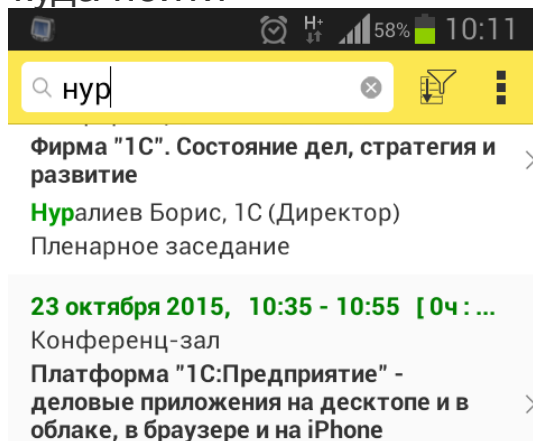 H+ 58% 10:11
нур
Фирма "1С". Состояние дел, стратегия и
развитие
Нуралиев Борис, 1С (Директор)
Пленарное заседание
23 октября 2015, 10:35 - 10:55 [ 0ч : ...
Конференц-зал
Платформа "1С:Предприятие" -
деловые приложения на десктопе и в
облаке, в браузере и на iPhone